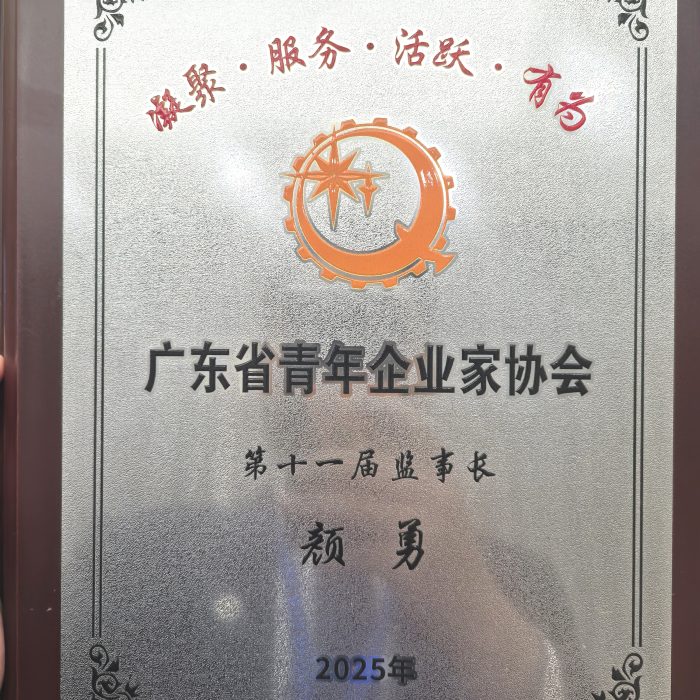 凝聚·服务·活跃·有为
广东省青年企业家协会
第十一届监事长
颜勇
2025年